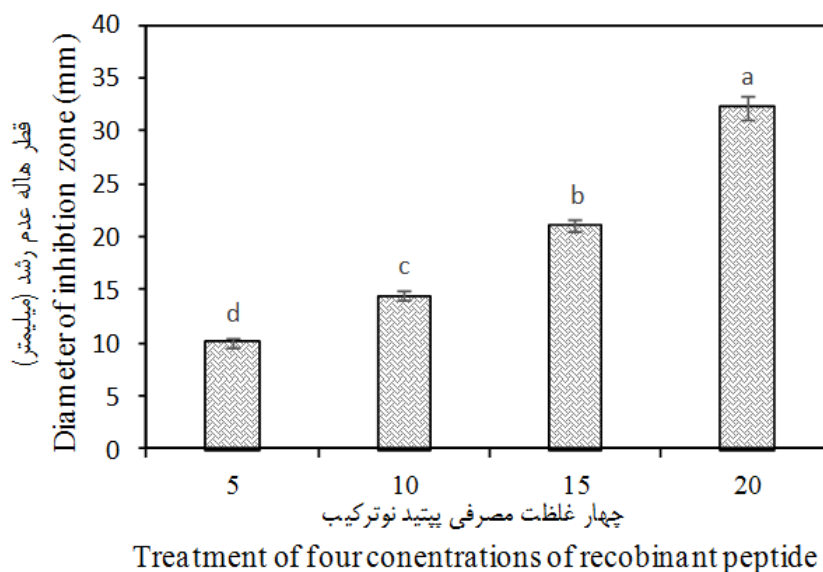 قطر هاله عدم رشد (میلیمتر)
Diameter of inhibtion zone (mm)
40
35
30
25
20
15
10
5
0
d
c
b
a
5 10 15 20
چهار غلظت مصرفی پپتید نوترکیب
Treatment of four conentrations of recobinant peptide